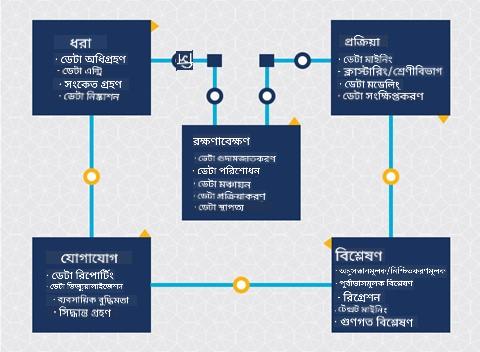 ধরা
· ডেটা অধিগ্রহণ
- ডেটা এন্ট্রি
· সংকেত গ্রহণ
· ডেটা নিষ্কাশন
প্রক্রিয়া
· ডেটা মাইনিং
· ক্লাস্টারিং/শ্রেণীবিভাগ
· ডেটা মডেলিং
· ডেটা সংক্ষিপ্তকরণ
রক্ষণাবেক্ষণ
· ডেটা গুদামজাতকরণ
· ডেটা পরিশোধন
· ডেটা মঞ্চায়ন
· ডেটা প্রক্রিয়াকরণ
· ডেটা স্থাপত্য
যোগাযোগ
· ডেটা রিপোর্টিং
· ডেটা ভিজ্যুয়ালাইজেশন
· ব্যবসায়িক বুদ্ধিমতা
· সিদ্ধান্ত গ্রহণ
বিশ্লেষণ
· অনুসন্ধানমূলক/নিশ্চিতকরণমূলক
· পূর্বাভাসমূলক বিশ্লেষণ
- রিগ্রেশন
· টেক্সট মাইনিং
· গুণগত বিশ্লেষণ